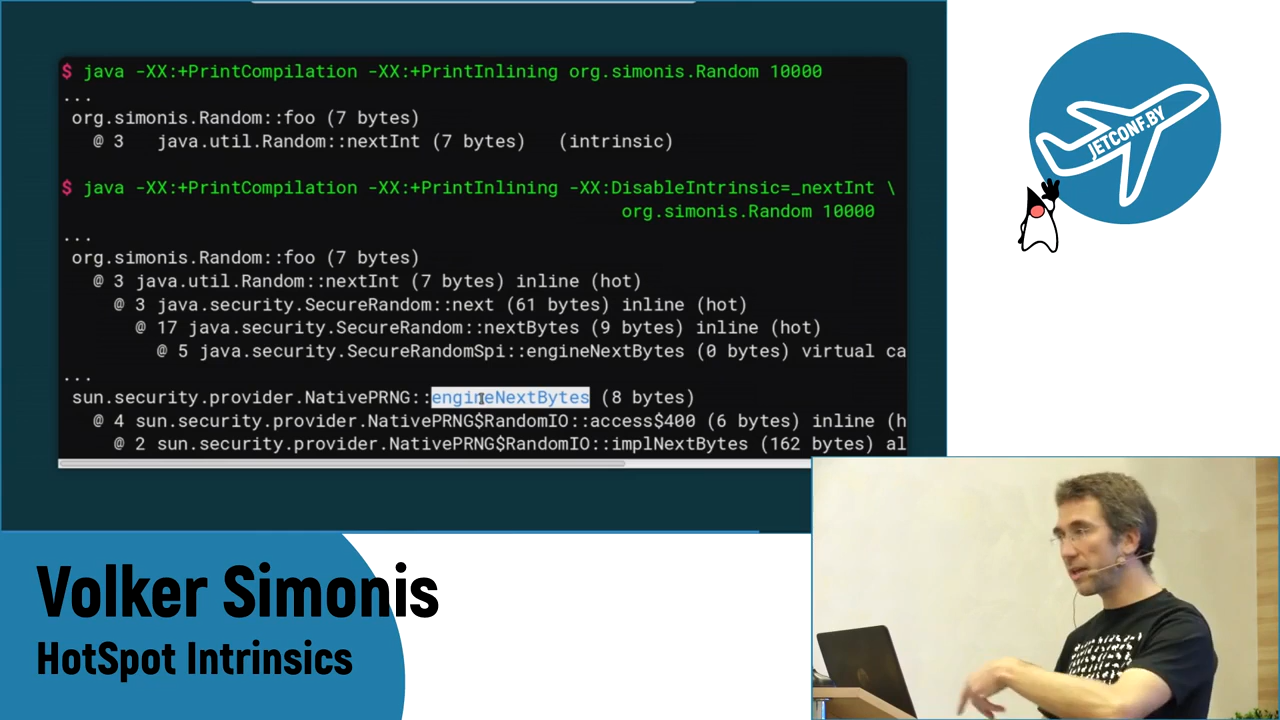 $ java -XX:+PrintCompilation -XX:+PrintInlining org.simonis.Random 10000
...
org.simonis.Random::foo (7 bytes)
@ 3 java.util.Random::nextInt (7 bytes) (intrinsic)
$ java -XX:+PrintCompilation -XX:+PrintInlining -XX:DisableIntrinsic=_nextInt \
org.simonis.Random 10000
...
org.simonis.Random::foo (7 bytes)
@ 3 java.util.Random::nextInt (7 bytes) inline (hot)
@ 3 java.security.SecureRandom::next (61 bytes) inline (hot)
@ 17 java.security.SecureRandom::nextBytes (9 bytes) inline (hot)
@ 5 java.security.SecureRandomSpi::engineNextBytes (0 bytes) virtual ca
...
sun.security.provider.NativePRNG::engineNextBytes (8 bytes)
@ 4 sun.security.provider.NativePRNG$RandomIO::access$400 (6 bytes) inline (h
@ 2 sun.security.provider.NativePRNG$RandomIO::implNextBytes (162 bytes) al
JETCONF.BY
Volker Simonis
HotSpot Intrinsics